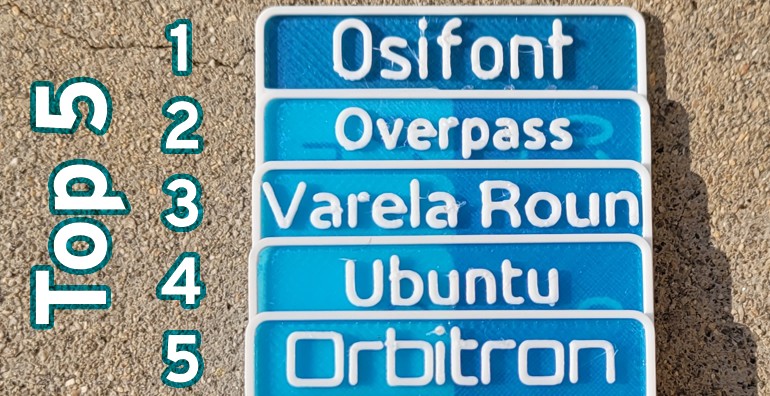 Top 5
1 Osifont
2 Overpass
3 Varela Roun
4 Ubuntu
5 Orbitron